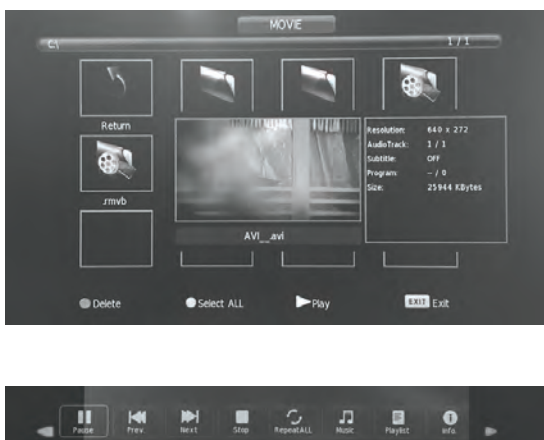 MOVIE
C:\ 1 / 1
Return
.rmvb
Resolution: 640 x 272
AudioTrack: 1 / 1
Subtitle: OFF
Program: - / 0
Size: 25944 KBytes
AVI__.avi
Delete Select ALL Play EXIT Exit
Pause Prev. Next Stop RepeatALL Music Playlist Info.